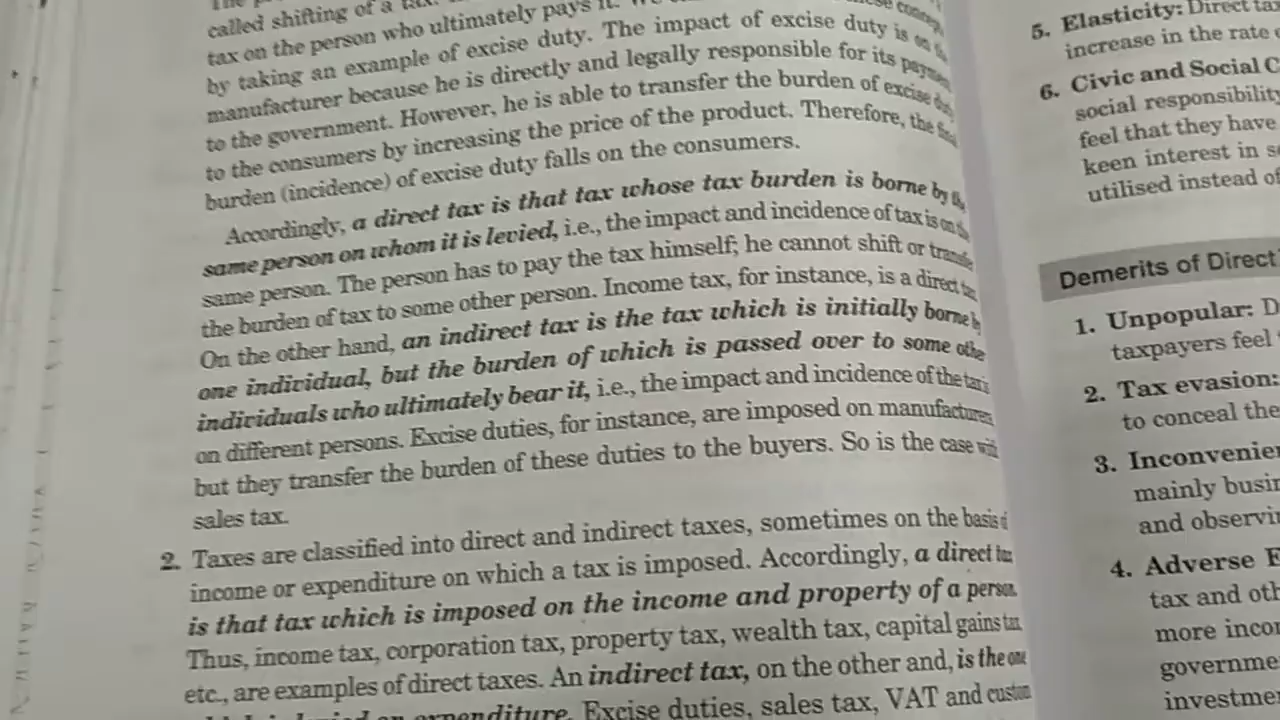 called shifting of a tax.
tax on the person who ultimately pays it.
by taking an example of excise duty. The impact of excise duty is on the
manufacturer because he is directly and legally responsible for its payment
to the government. However, he is able to transfer the burden of excise duty
to the consumers by increasing the price of the product. Therefore, the final
burden (incidence) of excise duty falls on the consumers.
Accordingly, a direct tax is that tax whose tax burden is borne by the
same person on whom it is levied, i.e., the impact and incidence of tax is on the
same person. The person has to pay the tax himself; he cannot shift or transfer
the burden of tax to some other person. Income tax, for instance, is a direct tax
On the other hand, an indirect tax is the tax which is initially borne by
one individual, but the burden of which is passed over to some other
individuals who ultimately bear it, i.e., the impact and incidence of the tax is
on different persons. Excise duties, for instance, are imposed on manufacturers
but they transfer the burden of these duties to the buyers. So is the case with
sales tax.
2. Taxes are classified into direct and indirect taxes, sometimes on the basis of
income or expenditure on which a tax is imposed. Accordingly, a direct tax
is that tax which is imposed on the income and property of a person.
Thus, income tax, corporation tax, property tax, wealth tax, capital gains tax
etc., are examples of direct taxes. An indirect tax, on the other and, is the one
on expenditure. Excise duties, sales tax, VAT and custom
5. Elasticity: Direct tax
increase in the rate
6. Civic and Social C
social responsibility
feel that they have
keen interest in s
utilised instead of
Demerits of Direct
1. Unpopular: D
taxpayers feel
2. Tax evasion:
to conceal the
3. Inconvenie
mainly busin
and observi
4. Adverse E
tax and oth
more incom
governme
investme